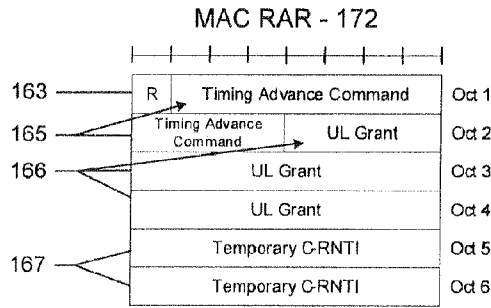 MAC RAR - 172
163 R Timing Advance Command Oct 1
165 Timing Advance Command UL Grant Oct 2
166 UL Grant Oct 3
UL Grant Oct 4
167 Temporary C-RNTI Oct 5
Temporary C-RNTI Oct 6